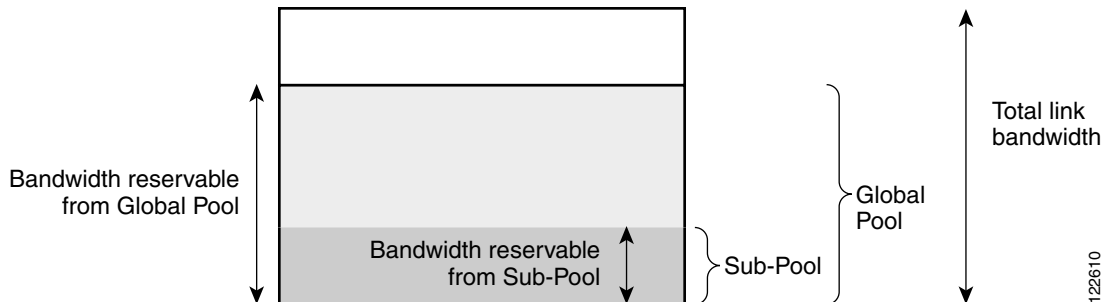 Total link
bandwidth
Bandwidth reservable
from Global Pool
Global
Pool
Bandwidth reservable
from Sub-Pool
Sub-Pool
122610